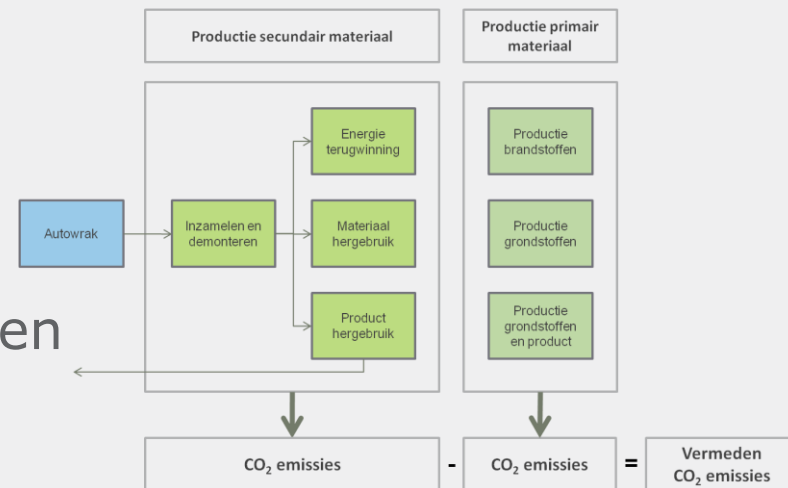 Productie secundair materiaal
Productie primair
materiaal
Energie
terugwinning
Productie
brandstoffen
Autowrak
Inzamelen en
demonteren
Materiaal
hergebruik
Productie
grondstoffen
Product
hergebruik
Productie
grondstoffen
en product
en
CO₂ emissies
-
CO₂ emissies
=
Vermeden
CO₂ emissies